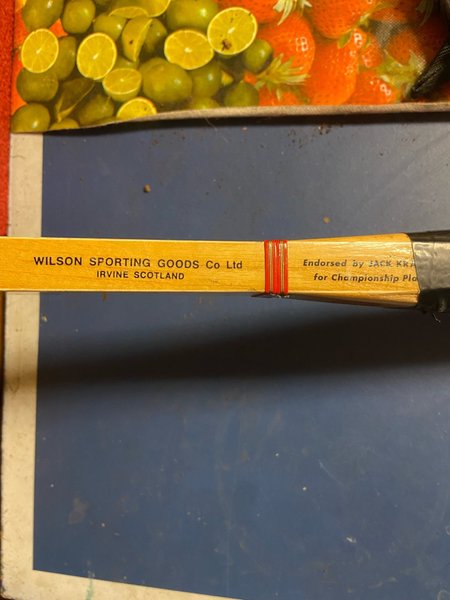 WILSON SPORTING GOODS Co Ltd
IRVINE SCOTLAND
Endorsed by JACK
for Championship